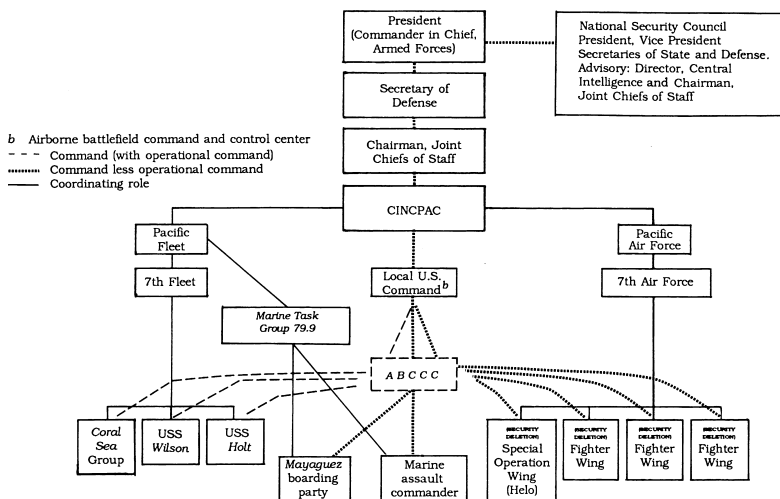 President
(Commander in Chief,
Armed Forces)
National Security Council
President, Vice President
Secretaries of State and Defense.
Advisory: Director, Central
Intelligence and Chairman,
Joint Chiefs of Staff
Secretary of
Defense
b Airborne battlefield command and control center
Command (with operational command)
Command less operational command
Coordinating role
Chairman, Joint
Chiefs of Staff
CINCPAC
Pacific
Fleet
Pacific
Air Force
7th Fleet
Local U.S.
Command b
7th Air Force
Marine Task
Group 79.9
A B C C C
Coral
Sea
Group
USS
Wilson
USS
Holt
Mayaguez
boarding
party
Marine
assault
commander
(SECURITY
DELETION)
Special
Operation
Wing
(Helo)
(SECURITY
DELETION)
Fighter
Wing
(SECURITY
DELETION)
Fighter
Wing
(SECURITY
DELETION)
Fighter
Wing